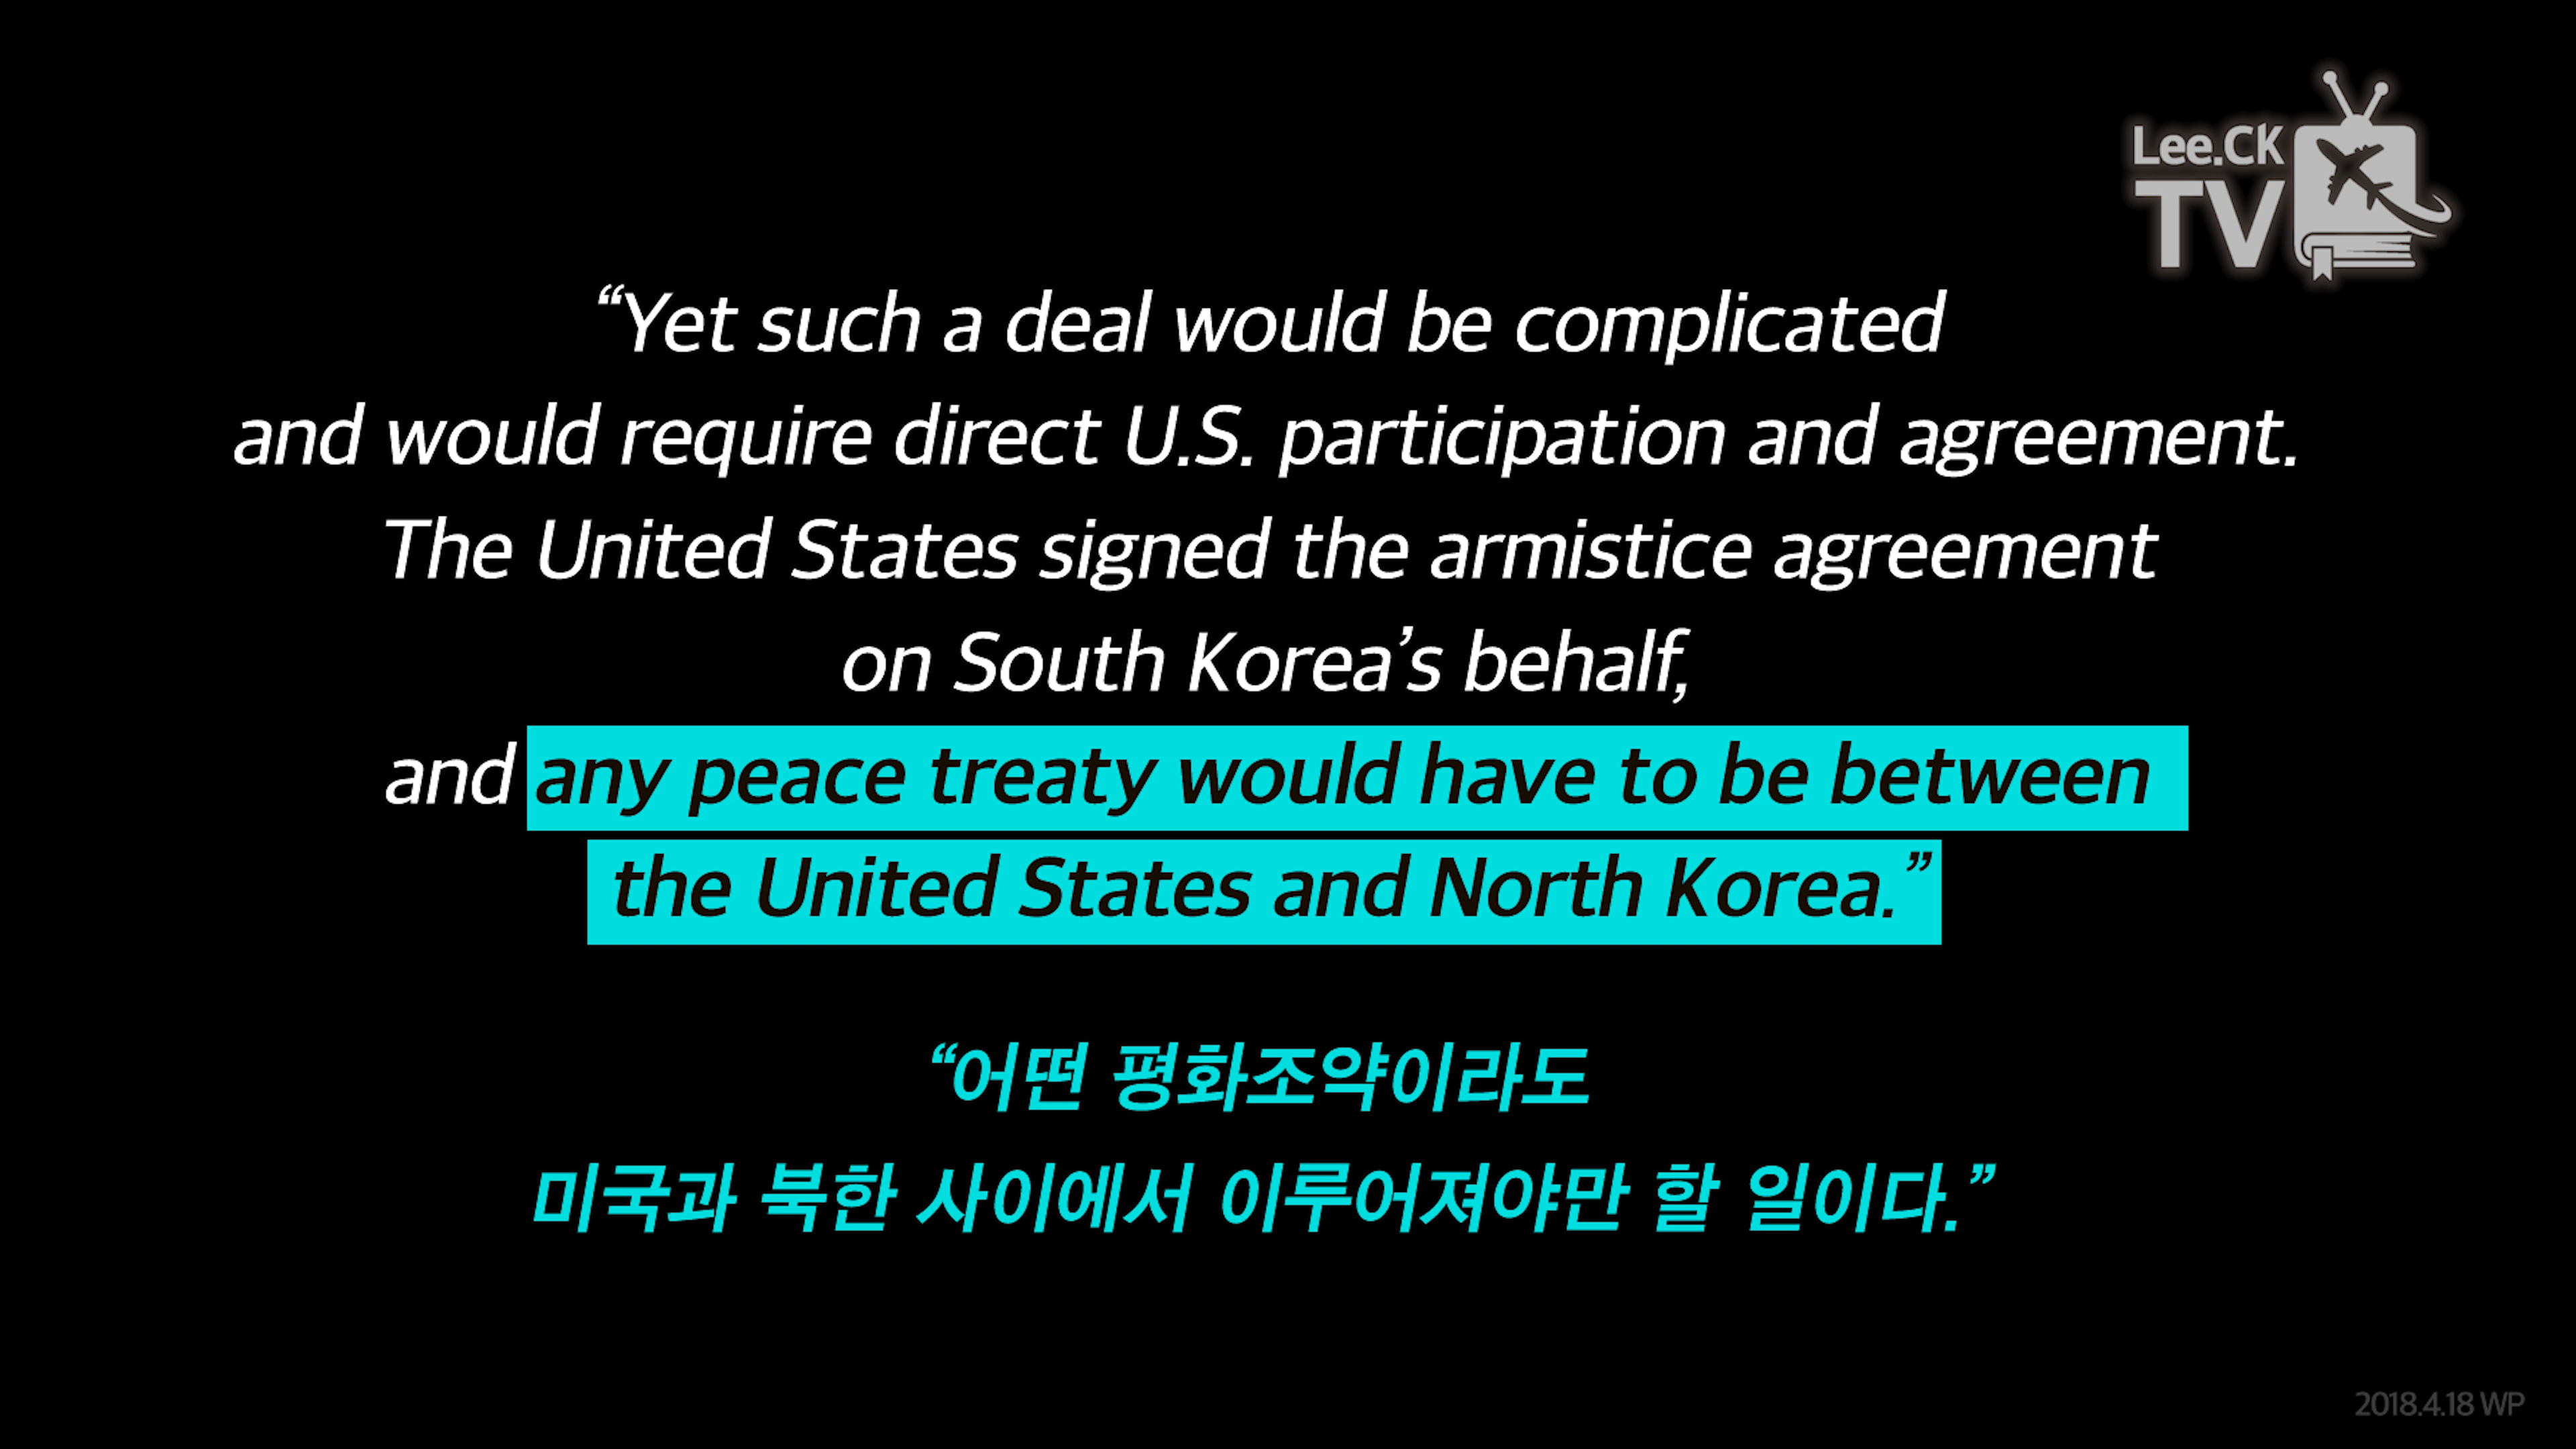 Lee.CK
TV
“Yet such a deal would be complicated
and would require direct U.S. participation and agreement.
The United States signed the armistice agreement
on South Korea’s behalf,
and any peace treaty would have to be between
the United States and North Korea.”
“어떤 평화조약이라도
미국과 북한 사이에서 이루어져야만 할 일이다.”
2018.4.18 WP